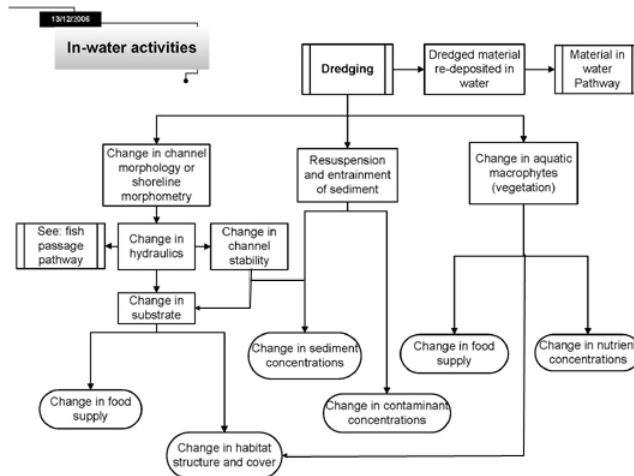 13/12/2006
In-water activities
Dredging
Dredged material
re-deposited in
water
Material in
water
Pathway
Change in channel
morphology or
shoreline
morphometry
Resuspension
and entrainment
of sediment
Change in aquatic
macrophytes
(vegetation)
See: fish
passage
pathway
Change in
hydraulics
Change in
channel
stability
Change in
substrate
Change in sediment
concentrations
Change in food
supply
Change in nutrient
concentrations
Change in food
supply
Change in contaminant
concentrations
Change in habitat
structure and cover